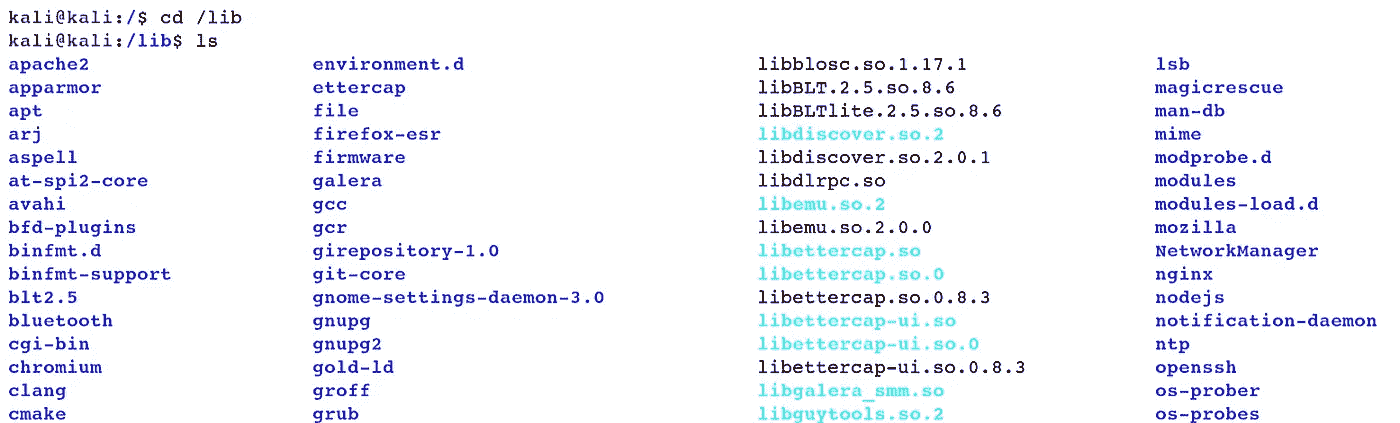 kali@kali:/$ cd /lib
kali@kali:/lib$ ls
apache2 environment.d libblosc.so.1.17.1 lsb
apparmor ettercap libBLT.2.5.so.8.6 magicrescue
apt file libBLTlite.2.5.so.8.6 man-db
arj firefox-esr libdiscover.so.2 mime
aspell firmware libdiscover.so.2.0.1 modprobe.d
at-spi2-core galera libdlrpc.so modules
avahi gcc libemu.so.2 modules-load.d
bfd-plugins gcr libemu.so.2.0.0 mozilla
binfmt.d girepository-1.0 libettercap.so NetworkManager
binfmt-support git-core libettercap.so.0 nginx
blt2.5 gnome-settings-daemon-3.0 libettercap.so.0.8.3 nodejs
bluetooth gnupg libettercap-ui.so notification-daemon
cgi-bin gnupg2 libettercap-ui.so.0 ntp
chromium gold-ld libettercap-ui.so.0.8.3 openssh
clang groff libgalera_smm.so os-prober
cmake grub libguytools.so.2 os-probes